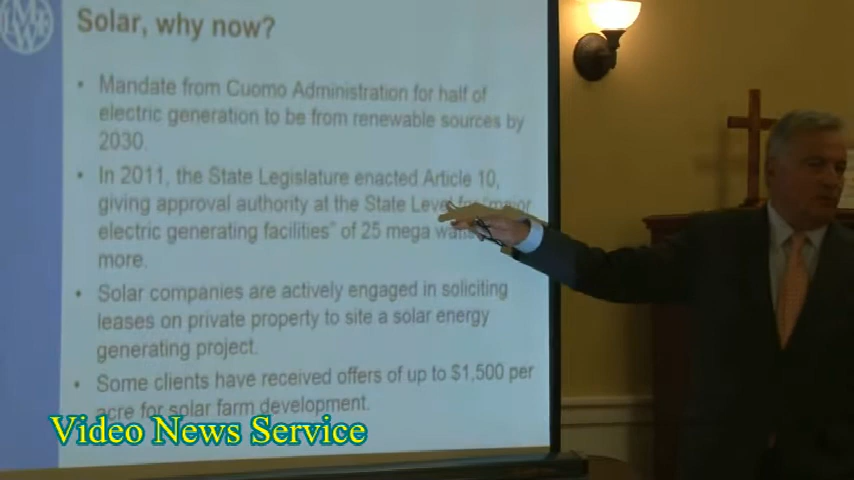 Solar, why now?
• Mandate from Cuomo Administration for half of
electric generation to be from renewable sources by
2030.
• In 2011, the State Legislature enacted Article 10,
giving approval authority at the State Level for major
electric generating facilities” of 25 mega watts
more.
• Solar companies are actively engaged in soliciting
leases on private property to site a solar energy
generating project.
• Some clients have received offers of up to $1,500 per
acre for solar farm development.
Video News Service